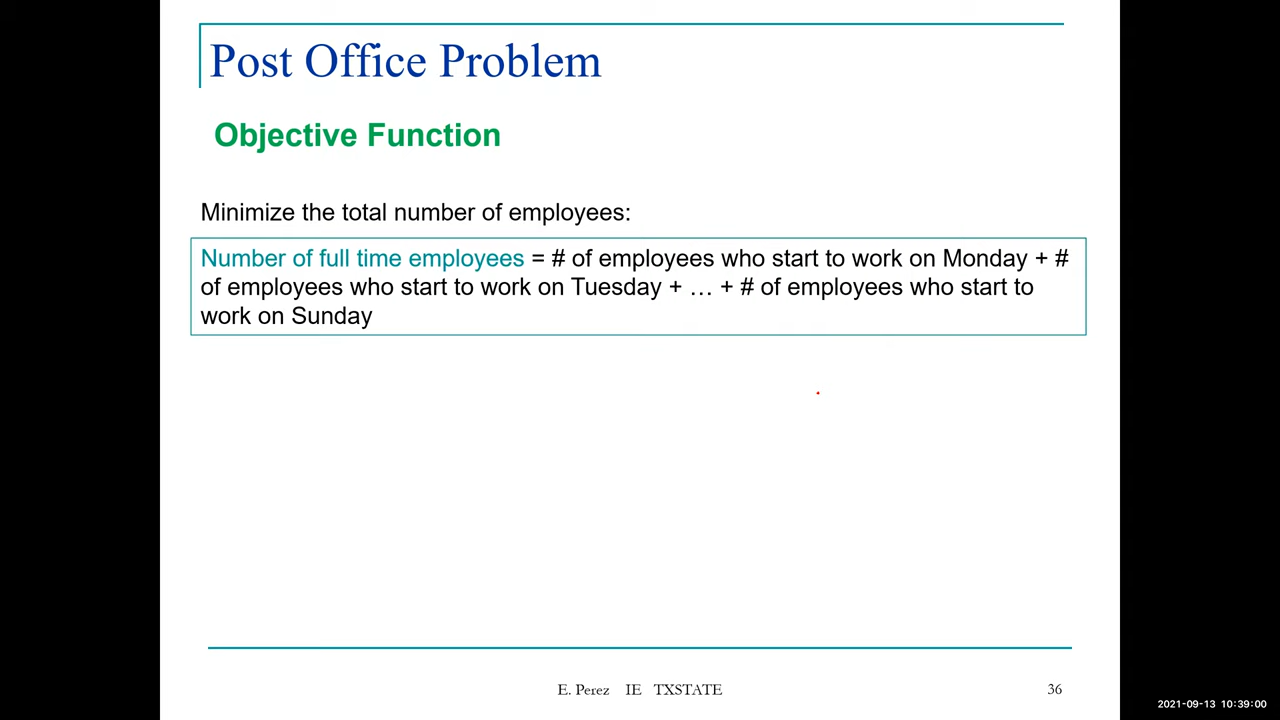 Post Office Problem
Objective Function
Minimize the total number of employees:
Number of full time employees = # of employees who start to work on Monday + #
of employees who start to work on Tuesday + … + # of employees who start to
work on Sunday
E. Perez IE TXSTATE
36
2021-09-13 10:39:00